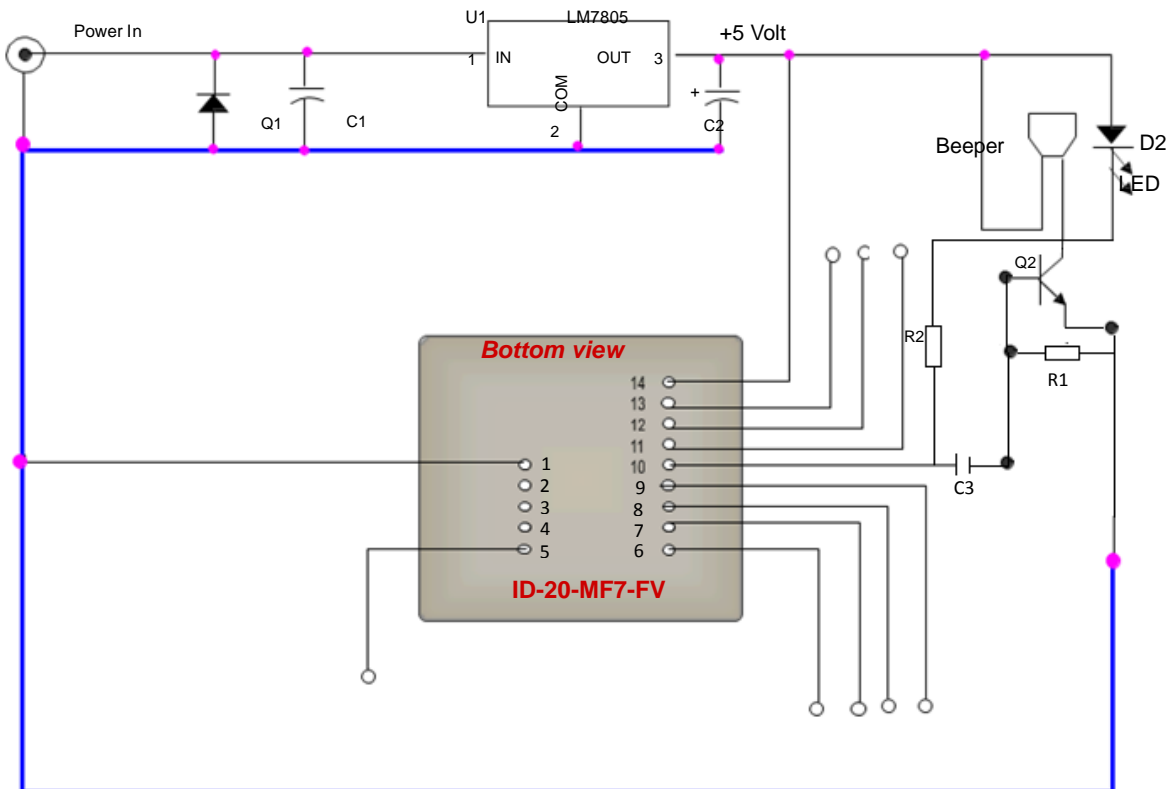 U1 LM7805
Power In
+5 Volt
1 IN OUT 3
COM
2
+
Q1 C1 C2
Beeper
D2
LED
Q2
R2
R1
C3
Bottom view
14
13
12
11
1 10
2 9
3 8
4 7
5 6
ID-20-MF7-FV